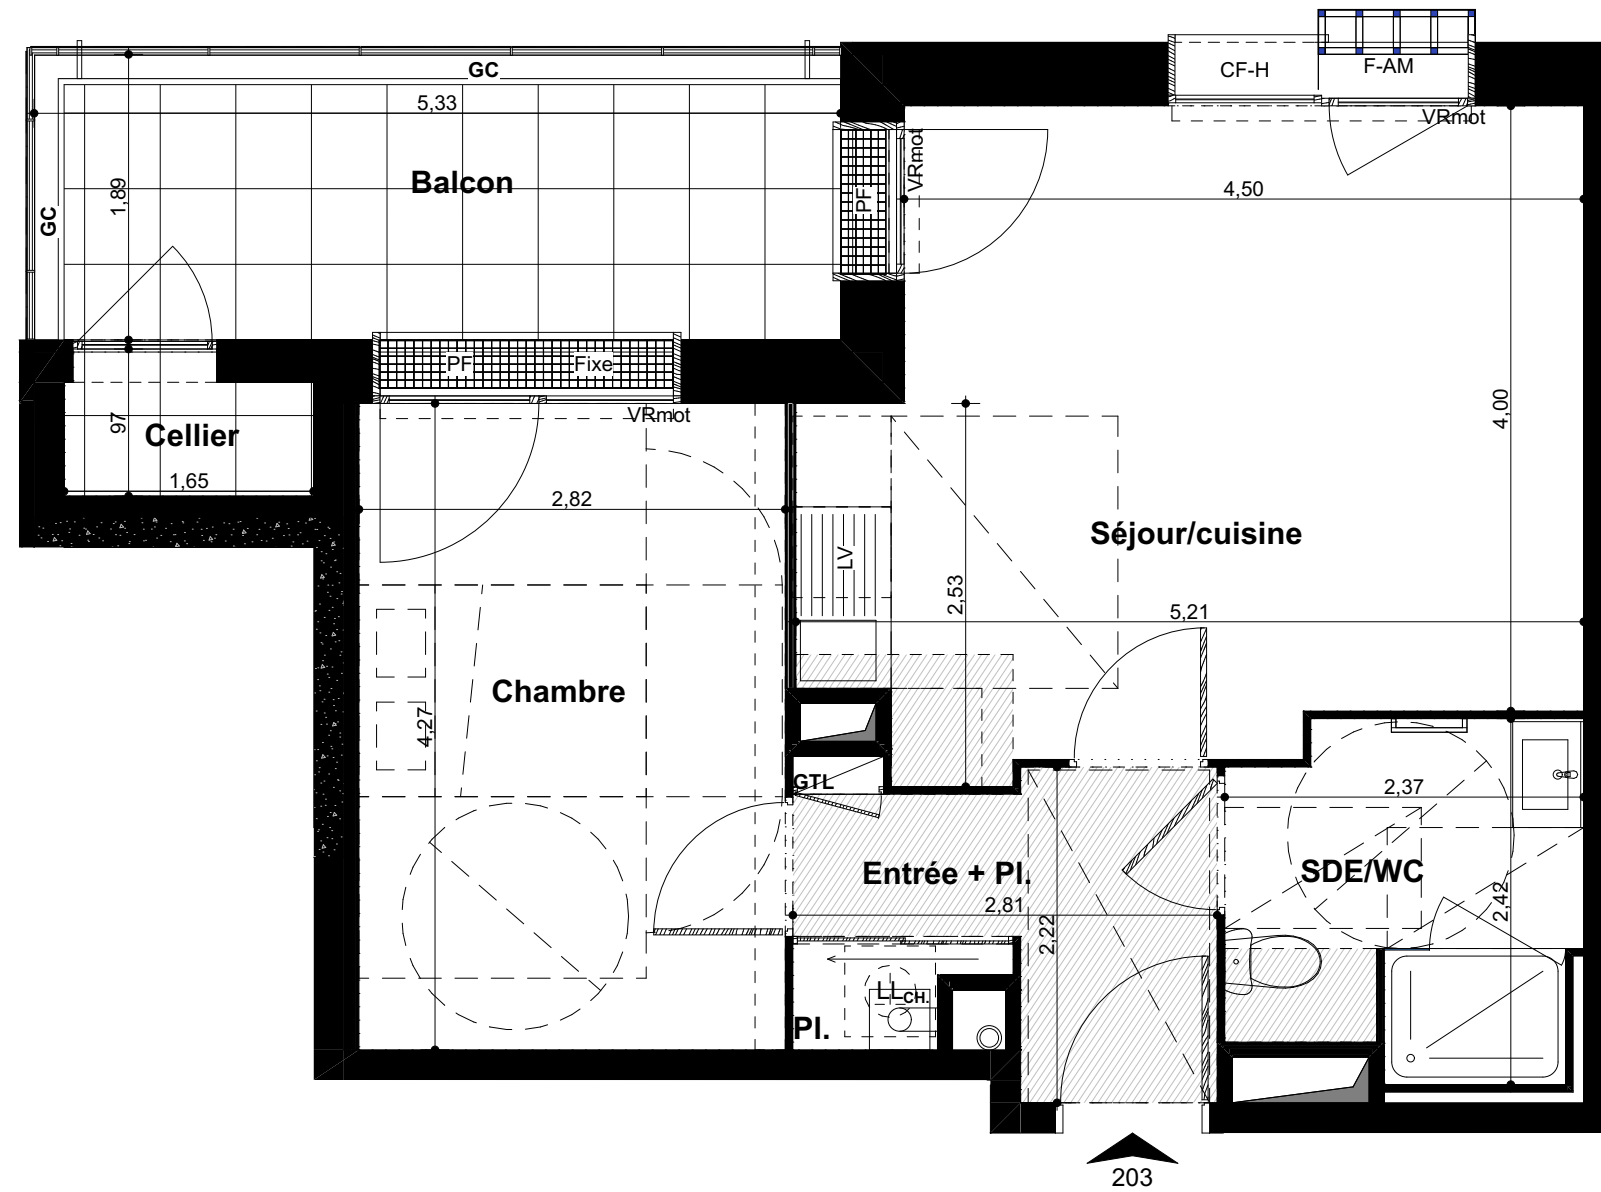 GC
CF-H
F-AM
5,33
VRmot
VRmot
Balcon
1,89
GC
PF
4,50
PF
Fixe
VRmot
97
Cellier
1,65
4,00
2,82
Séjour/cuisine
LV
2,53
5,21
Chambre
4,27
GTL
2,37
Entrée + Pl.
SDE/WC
2,81
2,22
2,42
LL CH.
Pl.
203